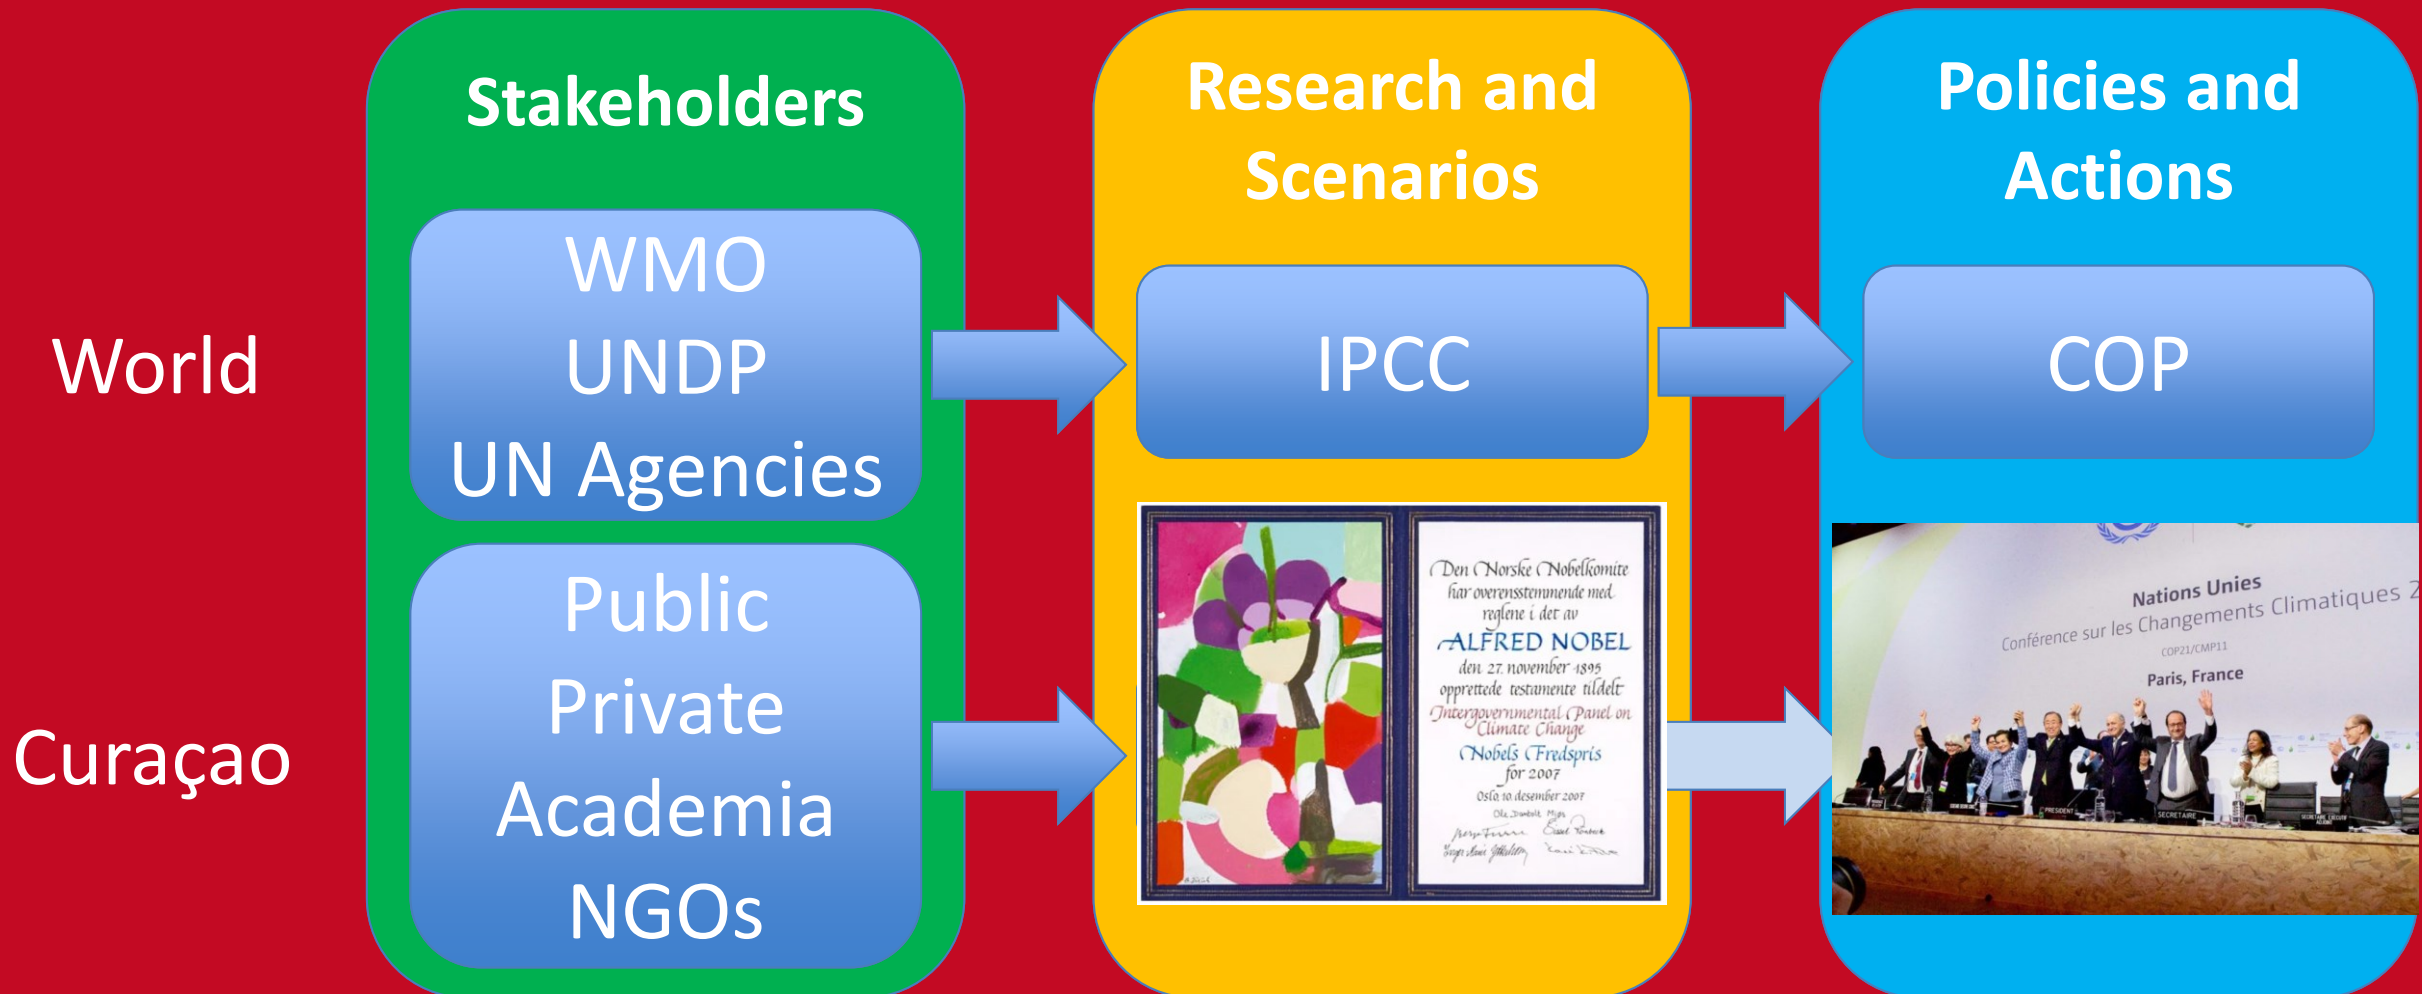 Stakeholders
Research and
Scenarios
Policies and
Actions
World
WMO
UNDP
UN Agencies
IPCC
COP
Curaçao
Public
Private
Academia
NGOs
Den Norske Nobelkomite
har overensstemmende med
reglene i det av
ALFRED NOBEL
den 27. november 1895
opprettede testamente tildelt
Intergovernmental Panel on
Climate Change
Nobels Fredspris
for 2007
Oslo, 10. desember 2007
Nations Unies
Conférence sur les Changements Climatiques 2
COP21/CMP11
Paris, France
PRESIDENT
SECRETAIRE